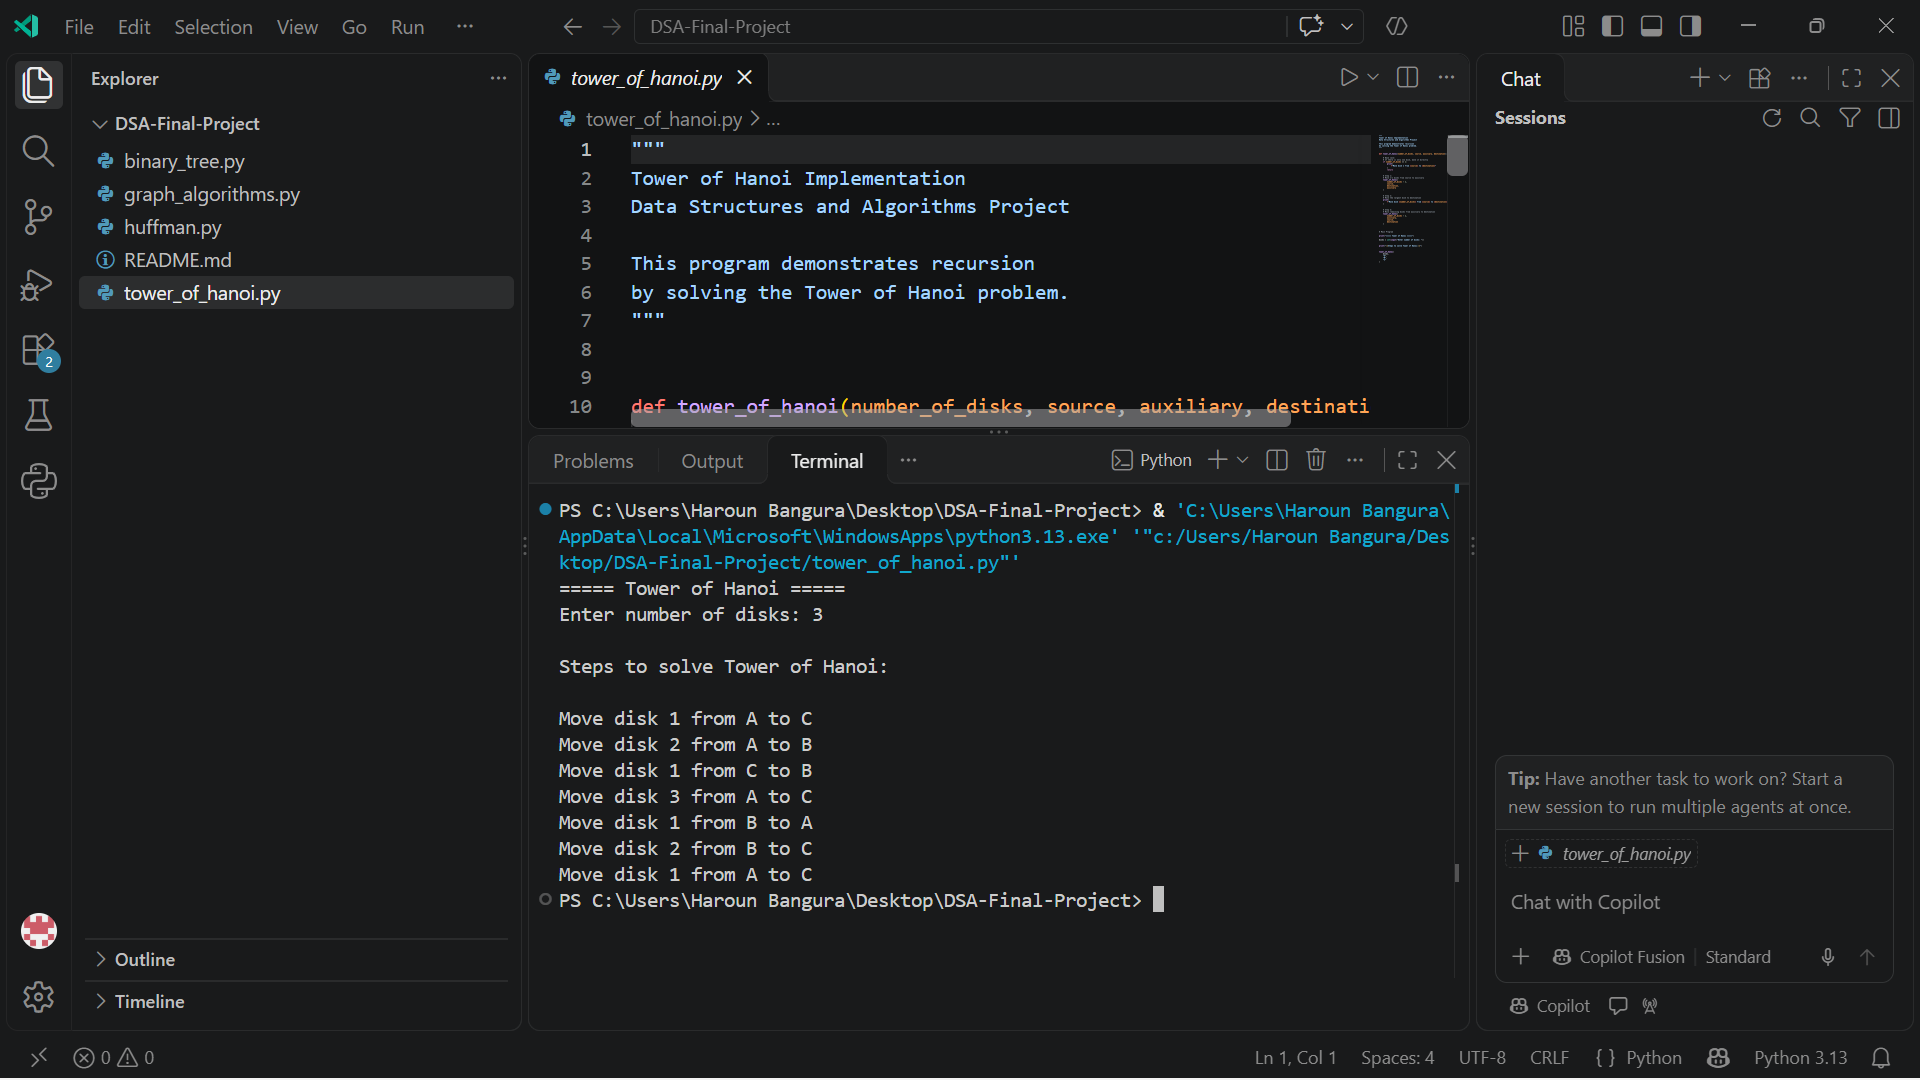 File Edit Selection View Go Run ···
DSA-Final-Project
Explorer
DSA-Final-Project
binary_tree.py
graph_algorithms.py
huffman.py
README.md
tower_of_hanoi.py
2
Outline
Timeline
tower_of_hanoi.py
tower_of_hanoi.py > ...
1 """
2 Tower of Hanoi Implementation
3 Data Structures and Algorithms Project
4
5 This program demonstrates recursion
6 by solving the Tower of Hanoi problem.
7 """
8
9
10 def tower_of_hanoi(number_of_disks, source, auxiliary, destinati
Problems Output Terminal ··· Python
PS C:\Users\Haroun Bangura\Desktop\DSA-Final-Project> & 'C:\Users\Haroun Bangura\
AppData\Local\Microsoft\WindowsApps\python3.13.exe' '"c:/Users/Haroun Bangura/Des
ktop/DSA-Final-Project/tower_of_hanoi.py"'
===== Tower of Hanoi =====
Enter number of disks: 3
Steps to solve Tower of Hanoi:
Move disk 1 from A to C
Move disk 2 from A to B
Move disk 1 from C to B
Move disk 3 from A to C
Move disk 1 from B to A
Move disk 2 from B to C
Move disk 1 from A to C
PS C:\Users\Haroun Bangura\Desktop\DSA-Final-Project>
Chat
Sessions
Tip: Have another task to work on? Start a
new session to run multiple agents at once.
tower_of_hanoi.py
Chat with Copilot
Copilot Fusion Standard
Copilot
0 0 Ln 1, Col 1 Spaces: 4 UTF-8 CRLF { } Python Python 3.13